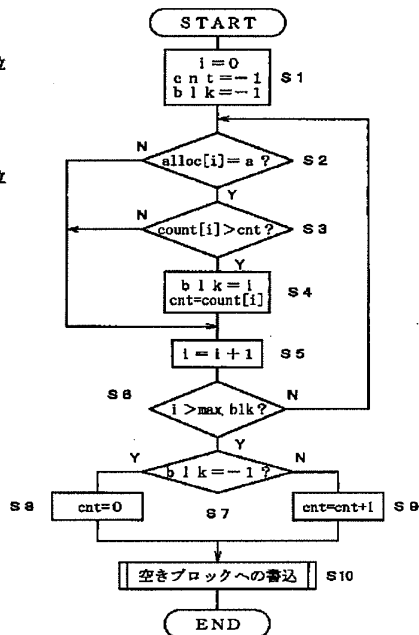 START
i=0
cnt=-1
blk=-1
S1
N
alloc[i]=a ?
S2
Y
N
count[i]>cnt?
S3
Y
blk=i
cnt=count[i]
S4
i=i+1
S5
S6
i>max.blk?
N
Y
Y
blk=-1?
N
S8
cnt=0
S7
cnt=cnt+1
S9
空きブロックへの書込
S10
END